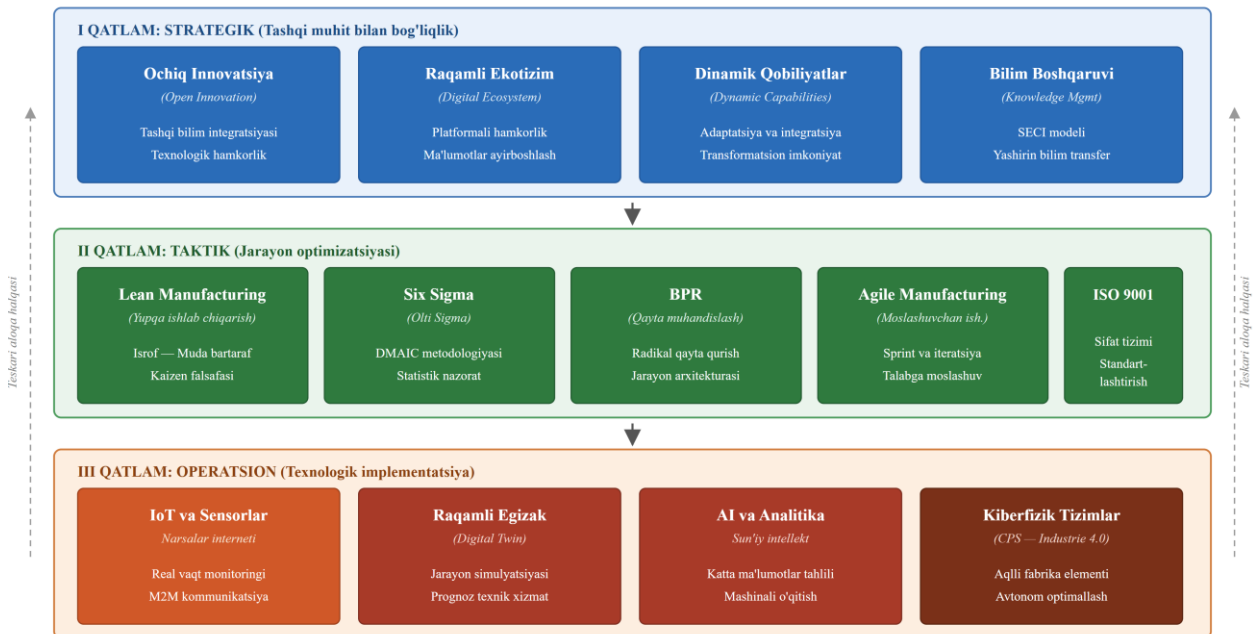 I QATLAM: STRATEGIK (Tashqi muhit bilan bog'liqlik)
Ochiq Innovatsiya
(Open Innovation)
Tashqi bilim integratsiyasi
Texnologik hamkorlik
Raqamli Ekotizim
(Digital Ecosystem)
Platformali hamkorlik
Ma'lumotlar ayirboshlash
Dinamik Qobiliyatlar
(Dynamic Capabilities)
Adaptatsiya va integratsiya
Transformatsion imkoniyat
Bilim Boshqaruvi
(Knowledge Mgmt)
SECI modeli
Yashirin bilim transfer
II QATLAM: TAKTIK (Jarayon optimizatsiyasi)
Lean Manufacturing
(Yupqa ishlab chiqarish)
Isrof — Muda bartaraf
Kaizen falsafasi
Six Sigma
(Olti Sigma)
DMAIC metodologiyasi
Statistik nazorat
BPR
(Qayta muhandislash)
Radikal qayta qurish
Jarayon arxitekturasi
Agile Manufacturing
(Moslashuvchan ish.)
Sprint va iteratsiya
Talabga moslashuv
ISO 9001
Sifat tizimi
Standart-
lashtirish
III QATLAM: OPERATSION (Texnologik implementatsiya)
IoT va Sensorlar
Narsalar interneti
Real vaqt monitoringi
M2M kommunikatsiya
Raqamli Egizak
(Digital Twin)
Jarayon simulyatsiyasi
Prognoz texnik xizmat
AI va Analitika
Sun'iy intellekt
Katta ma'lumotlar tahlili
Mashinali o'qitish
Kiberfizik Tizimlar
(CPS — Industrie 4.0)
Aqlli fabrika elementi
Avtonom optimallash
Teskari aloqa halqasi
Teskari aloqa halqasi